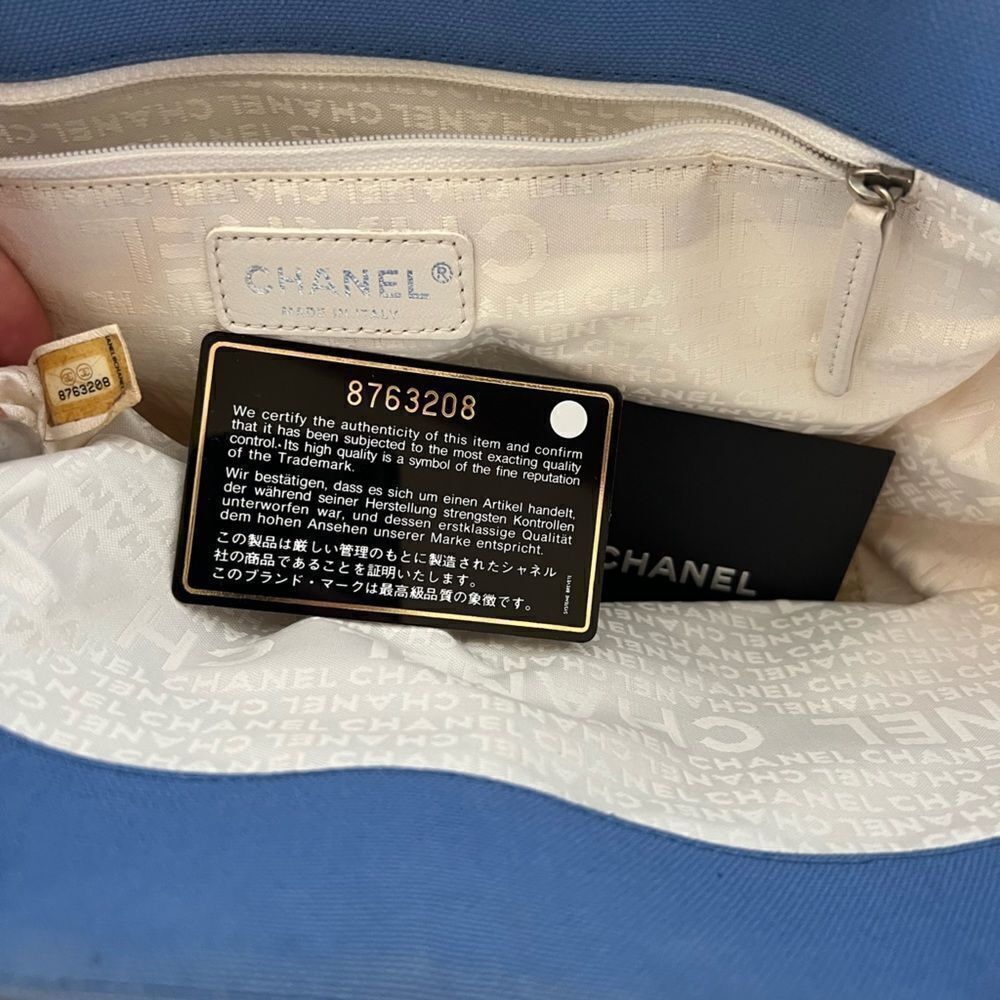 CHANEL®
MADE IN ITALY
8763208
8763208
We certify the authenticity of this item and confirm
that it has been subjected to the most exacting quality
control. Its high quality is a symbol of the fine reputation
of the Trademark.
Wir bestätigen, dass es sich um einen Artikel handelt,
der während seiner Herstellung strengsten Kontrollen
unterworfen war, und dessen erstklassige Qualität
dem hohen Ansehen unserer Marke entspricht.
この製品は厳しい管理のもとに製造されたシャネル
社の商品であることを証明いたします。
このブランド・マークは最高級品質の象徴です。
CHANEL
CHANEL CHANEL CHANEL
CHANEL